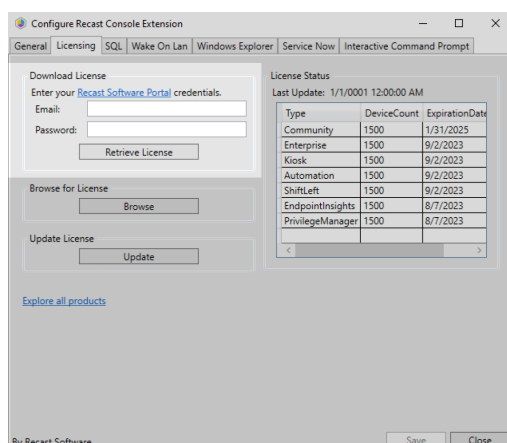 Configure Recast Console Extension
General Licensing SQL Wake On Lan Windows Explorer Service Now Interactive Command Prompt
Download License
Enter your Recast Software Portal credentials.
Email:
Password:
Retrieve License
Browse for License
Browse
Update License
Update
Explore all products
License Status
Last Update: 1/1/0001 12:00:00 AM
Type DeviceCount ExpirationDate
Community 1500 1/31/2025
Enterprise 1500 9/2/2023
Kiosk 1500 9/2/2023
Automation 1500 9/2/2023
ShiftLeft 1500 9/2/2023
EndpointInsights 1500 8/7/2023
PrivilegeManager 1500 8/7/2023
By Recast Software
Save Close